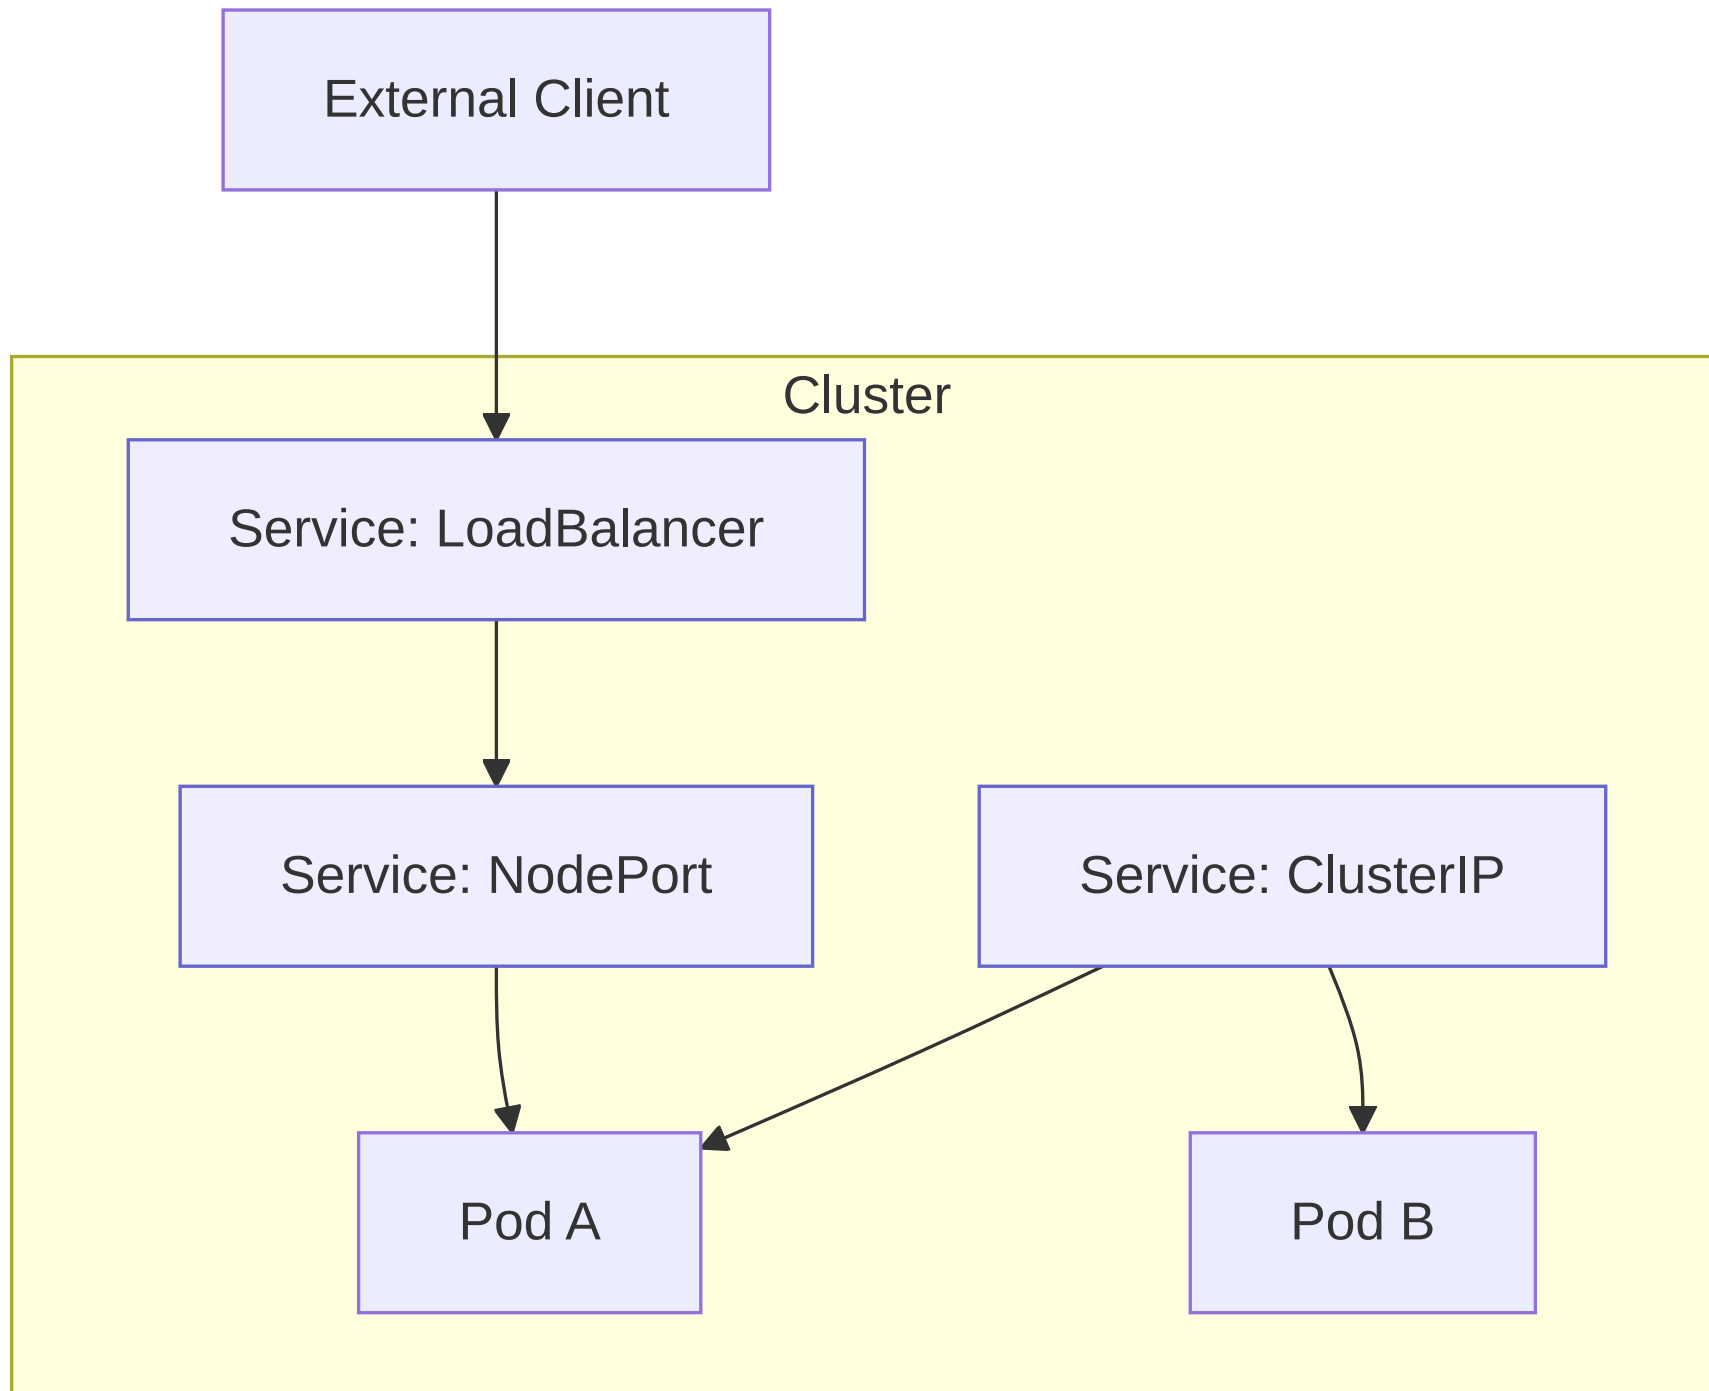 External Client
Cluster
Service: LoadBalancer
Service: NodePort
Service: ClusterIP
Pod A
Pod B